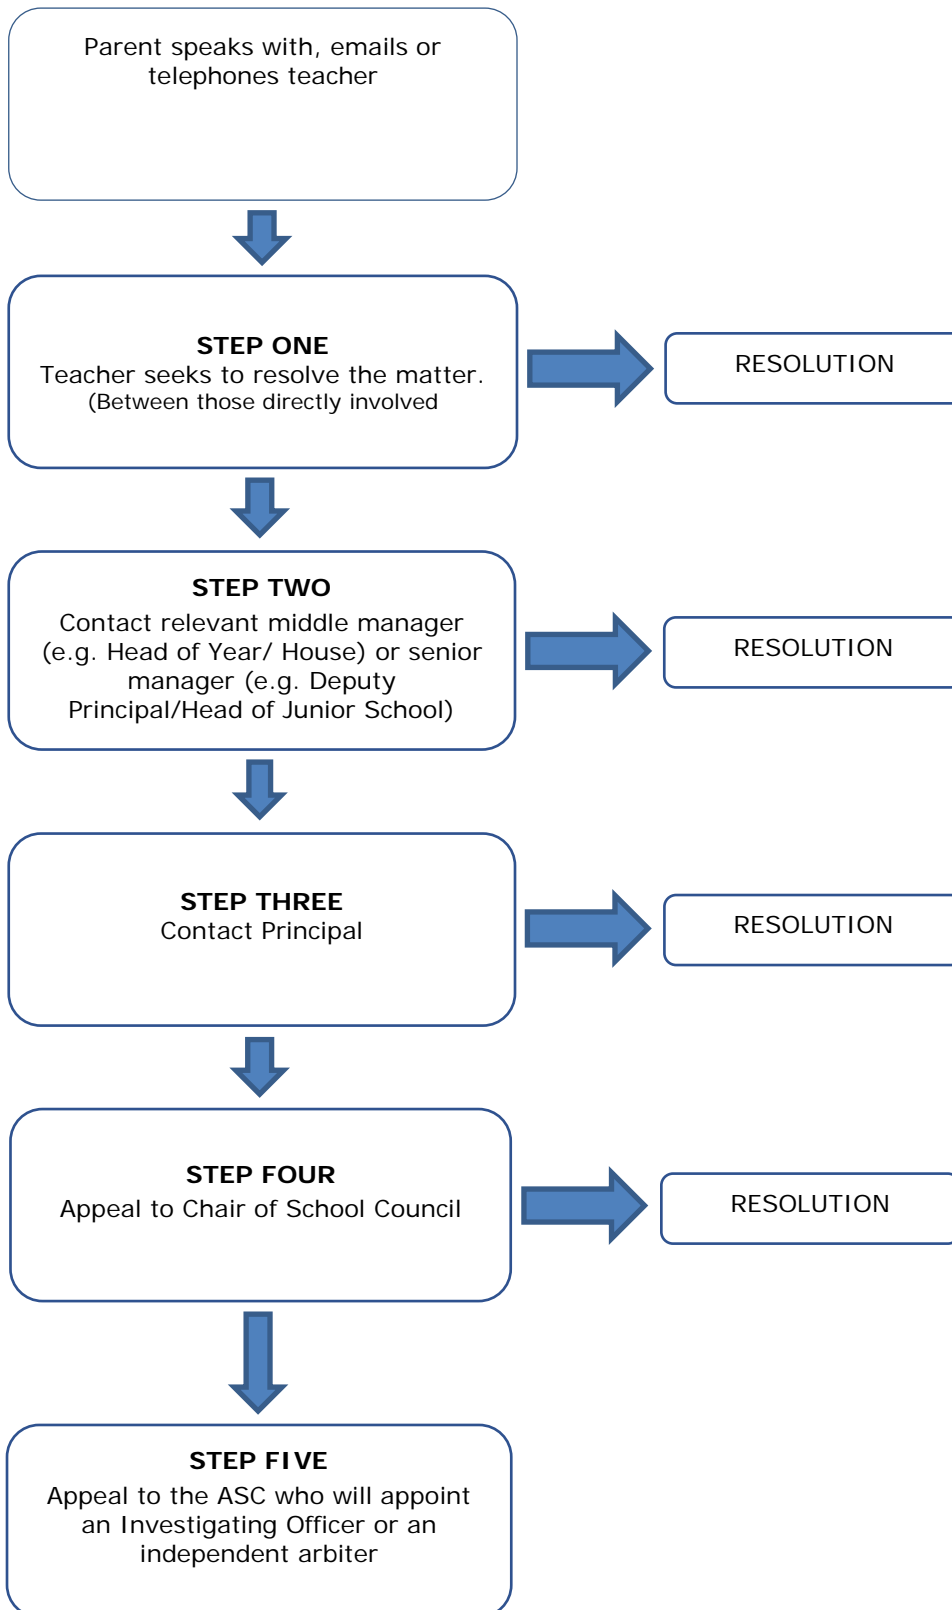 Parent speaks with, emails or
telephones teacher
STEP ONE
Teacher seeks to resolve the matter.
(Between those directly involved
RESOLUTION
STEP TWO
Contact relevant middle manager
(e.g. Head of Year/ House) or senior
manager (e.g. Deputy
Principal/Head of Junior School)
RESOLUTION
STEP THREE
Contact Principal
RESOLUTION
STEP FOUR
Appeal to Chair of School Council
RESOLUTION
STEP FIVE
Appeal to the ASC who will appoint
an Investigating Officer or an
independent arbiter